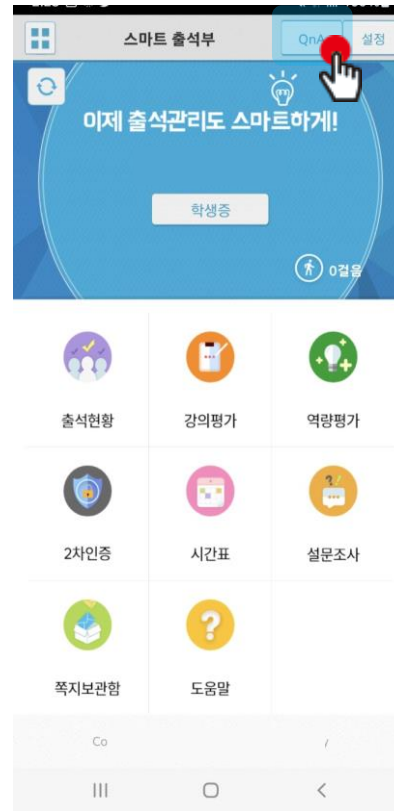 스마트 출석부
QnA
설정
이제 출석관리도 스마트하게!
학생증
0걸음
출석현황
강의평가
역량평가
2차인증
시간표
설문조사
쪽지보관함
도움말
Co